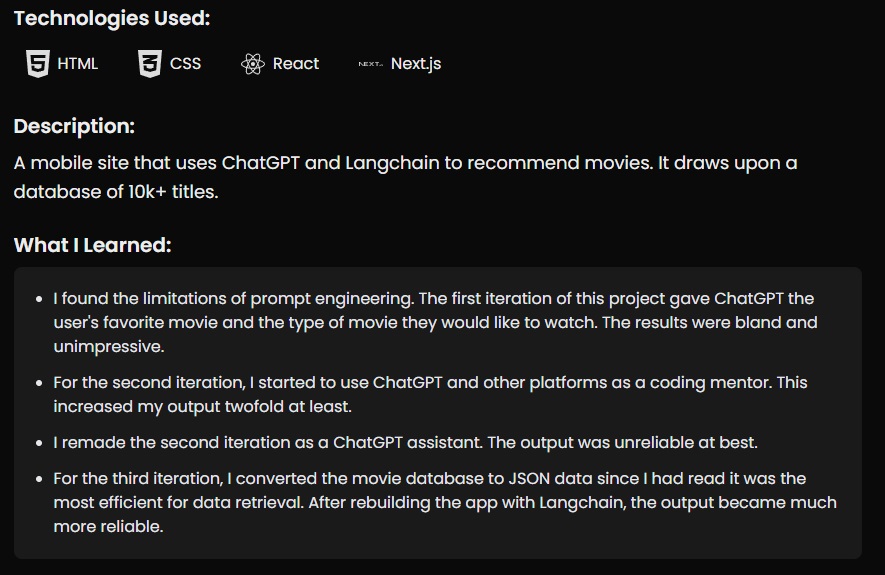 Technologies Used:
HTML CSS React NEXT.JS Next.js
Description:
A mobile site that uses ChatGPT and Langchain to recommend movies. It draws upon a
database of 10k+ titles.
What I Learned:
• I found the limitations of prompt engineering. The first iteration of this project gave ChatGPT the
user's favorite movie and the type of movie they would like to watch. The results were bland and
unimpressive.
• For the second iteration, I started to use ChatGPT and other platforms as a coding mentor. This
increased my output twofold at least.
• I remade the second iteration as a ChatGPT assistant. The output was unreliable at best.
• For the third iteration, I converted the movie database to JSON data since I had read it was the
most efficient for data retrieval. After rebuilding the app with Langchain, the output became much
more reliable.